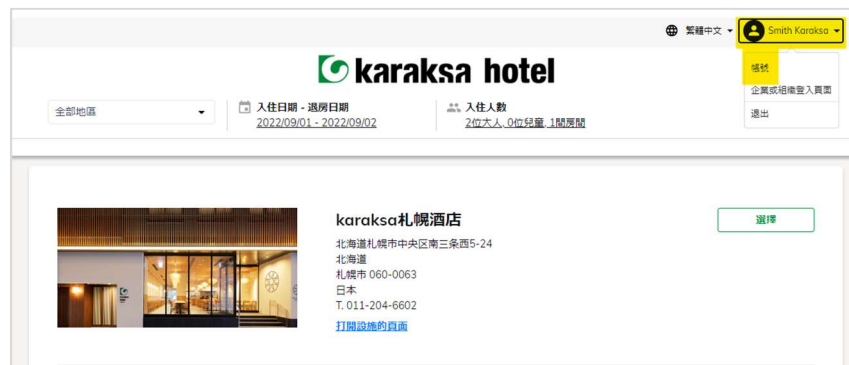 繁體中文
Smith Karaksa
karaksa hotel
帳號
企業或組織登入頁面
退出
全部地區
入住日期 - 退房日期
2022/09/01 - 2022/09/02
入住人數
2位大人, 0位兒童, 1間房間
karaksa札幌酒店
選擇
北海道札幌市中央区南三条西5-24
北海道
札幌市 060-0063
日本
T. 011-204-6602
打開設施的頁面